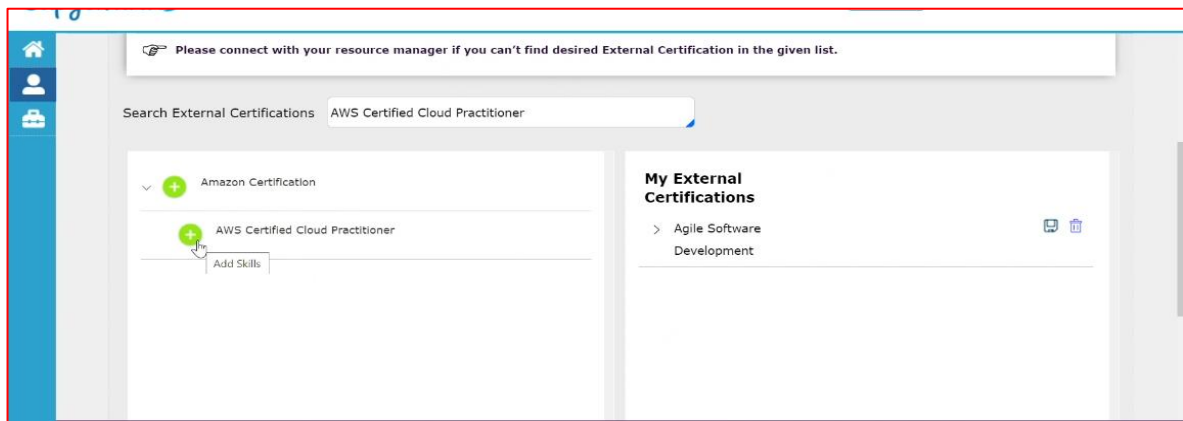 Please connect with your resource manager if you can't find desired External Certification in the given list.
Search External Certifications
AWS Certified Cloud Practitioner
Amazon Certification
AWS Certified Cloud Practitioner
Add Skills
My External
Certifications
Agile Software
Development